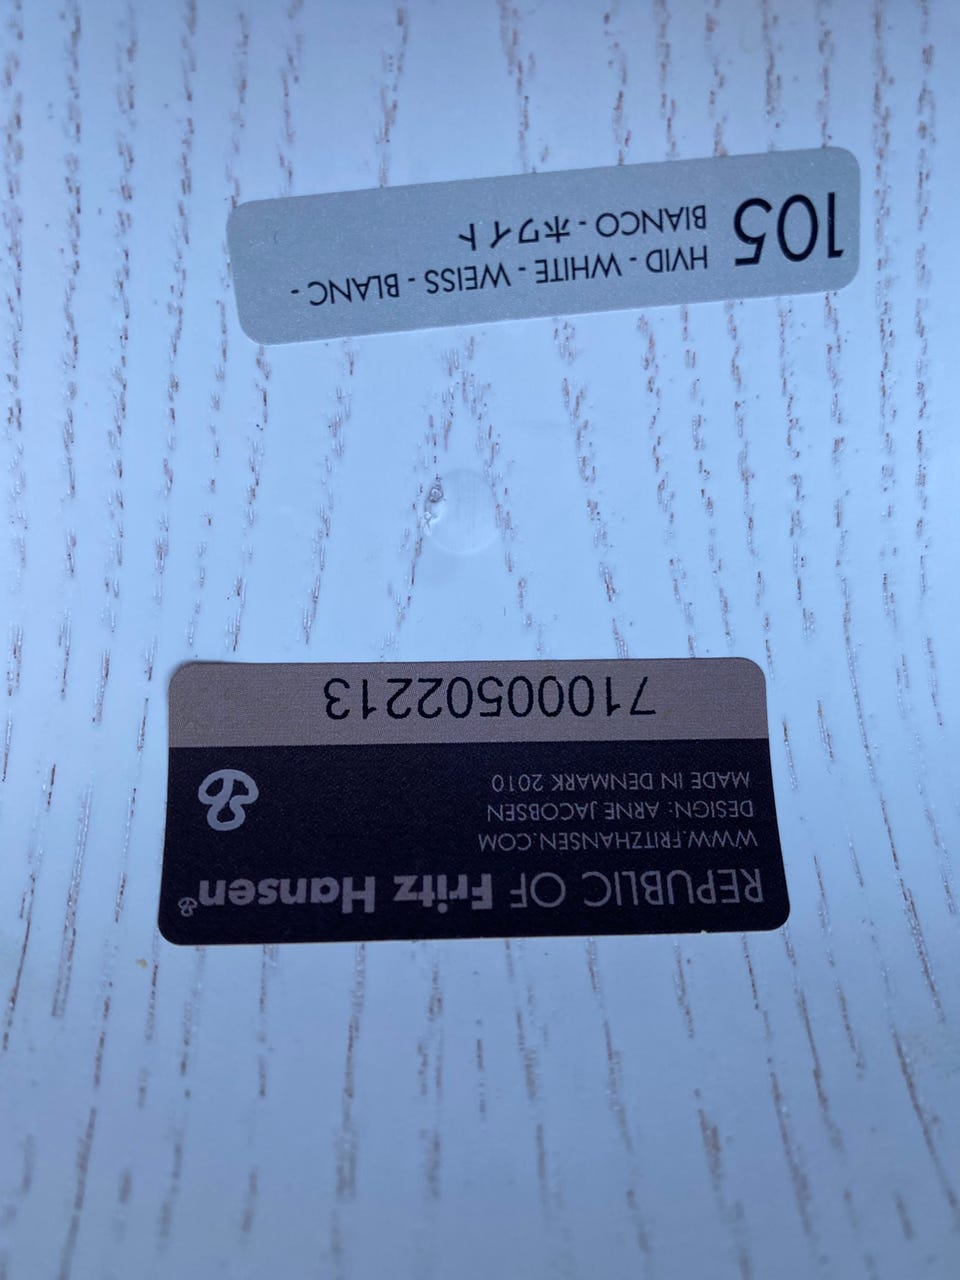 REPUBLIC OF Fritz Hansen®
WWW.FRITZHANSEN.COM
DESIGN: ARNE JACOBSEN
MADE IN DENMARK 2010
71000502213
105
HVID - WHITE - WEISS - BLANC -
BIANCO - ホワイト